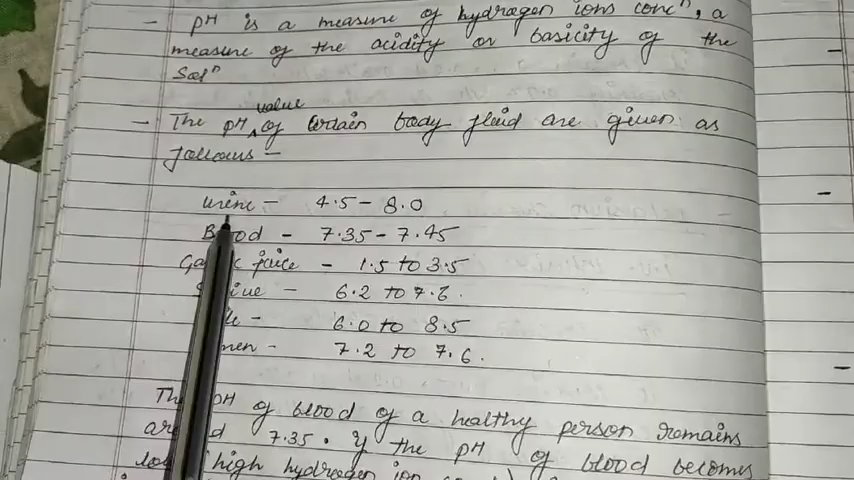 - pH is a measure of hydrogen ions concⁿ, a
measure of the acidity or basicity of the
Solⁿ
- The pH value of certain body fluid are given as
follows -
Urine - 4.5 - 8.0
Blood - 7.35 - 7.45
juice - 1.5 to 3.5
6.2 to 7.6.
6.0 to 8.5
7.2 to 7.6.
The pH of blood of a healthy person remains
7.35. If the pH of blood becomes
high hydrogen ion